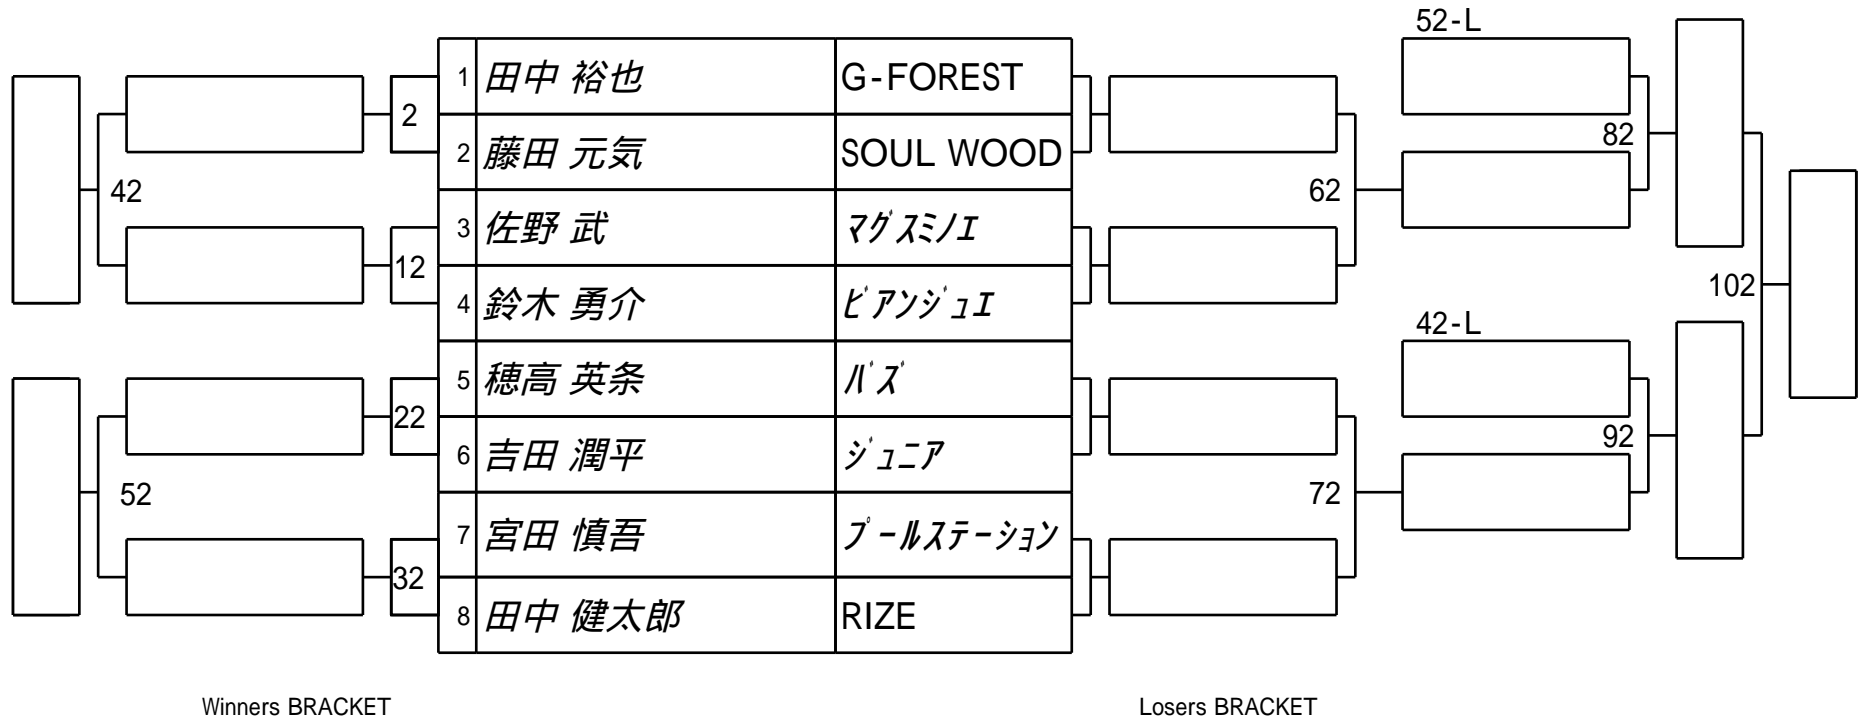 52-L
1 田中 裕也 G-FOREST
2
82
2 藤田 元気 SOUL WOOD
42
62
3 佐野 武 ﾏｸﾞｽﾐﾉｴ
12
4 鈴木 勇介 ﾋﾞｱﾝｼﾞｭｴ
102
42-L
5 穂高 英条 ﾊﾞｽﾞ
22
92
6 吉田 潤平 ｼﾞｭﾆｱ
52
72
7 宮田 慎吾 ﾌﾟｰﾙｽﾃｰｼｮﾝ
32
8 田中 健太郎 RIZE
Winners BRACKET
Losers BRACKET